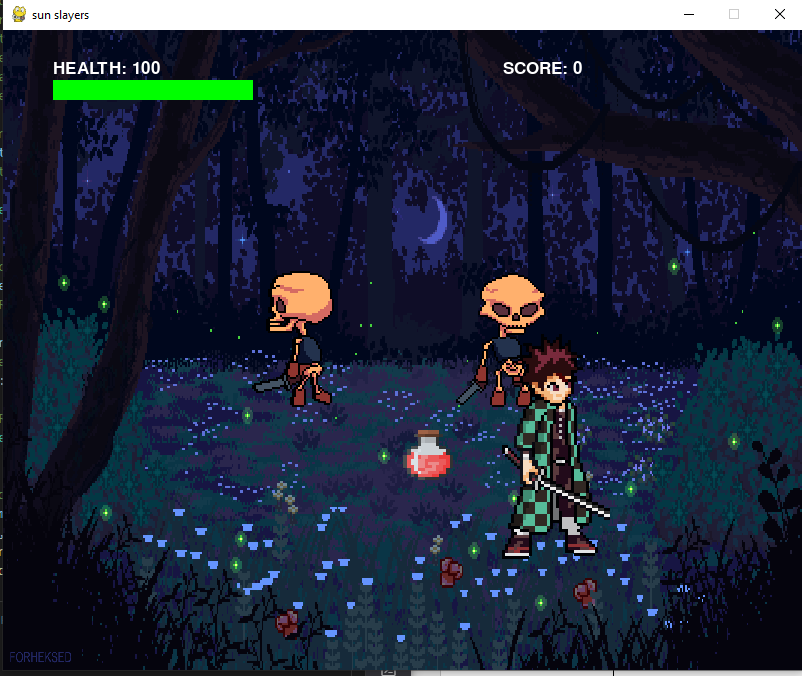 sun slayers
HEALTH: 100
SCORE: 0
FORHEKSED